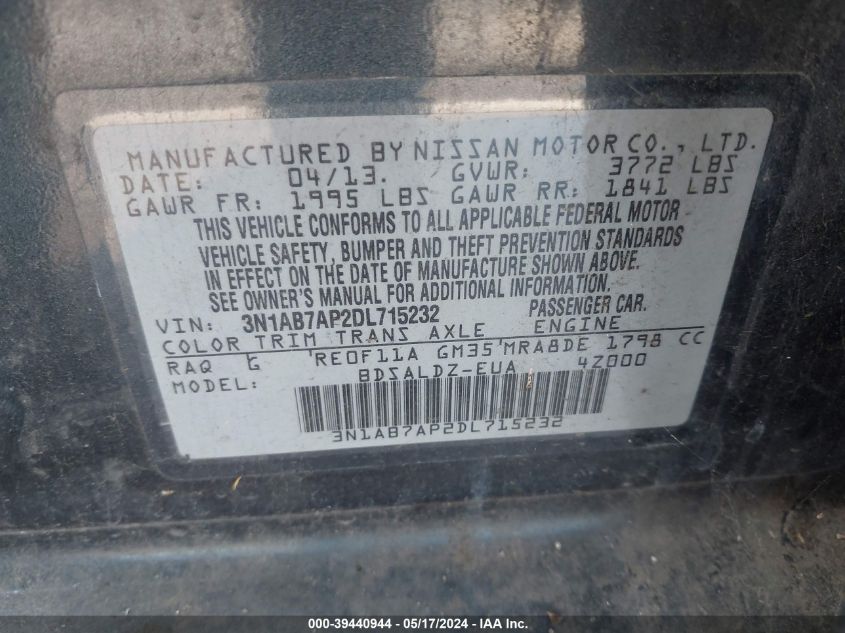 MANUFACTURED BY NISSAN MOTOR CO., LTD.
DATE: 04/13. GVWR: 3772 LBS
GAWR FR: 1995 LBS GAWR RR: 1841 LBS
THIS VEHICLE CONFORMS TO ALL APPLICABLE FEDERAL MOTOR
VEHICLE SAFETY, BUMPER AND THEFT PREVENTION STANDARDS
IN EFFECT ON THE DATE OF MANUFACTURE SHOWN ABOVE.
SEE OWNER'S MANUAL FOR ADDITIONAL INFORMATION.
VIN: 3N1AB7AP2DL715232 PASSENGER CAR.
COLOR TRIM TRANS AXLE ENGINE
RAQ G RE0F11A GM35 MRA8DE 1798 CC
MODEL: BDSALDZ-EUA 4Z000
3N1AB7AP2DL715232
000-39440944 - 05/17/2024 - IAA Inc.